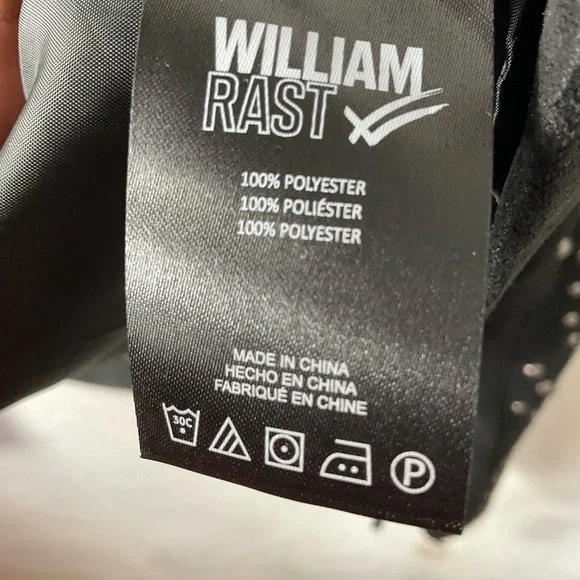 WILLIAM
RAST
100% POLYESTER
100% POLIÉSTER
100% POLYESTER
MADE IN CHINA
HECHO EN CHINA
FABRIQUÉ EN CHINE
30C
P